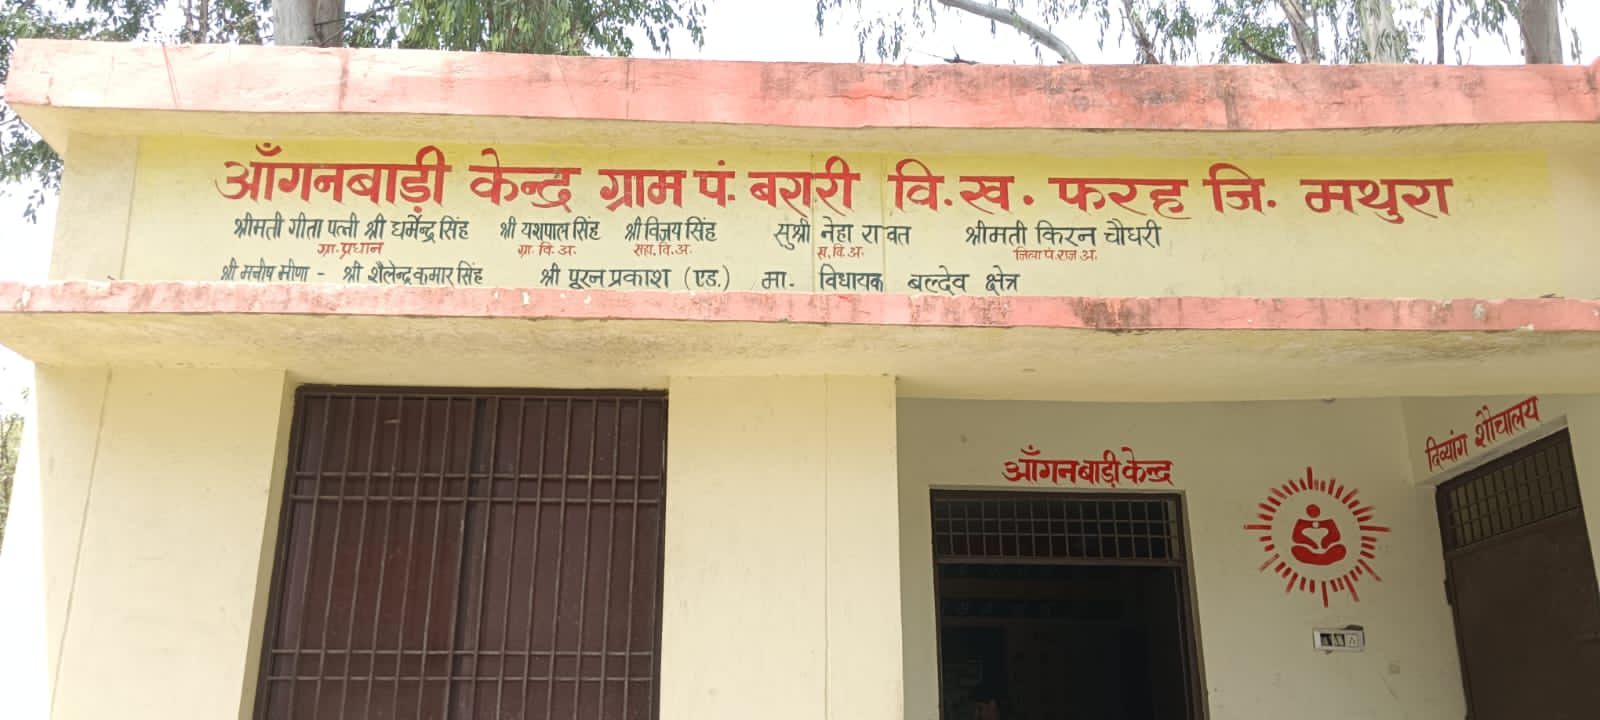 आँगनबाड़ी केन्द्र ग्राम पं. बरारी वि.ख. फरह जि. मथुरा
श्रीमती गीता पत्नी श्री धर्मेन्द्र सिंह श्री यशपाल सिंह श्री विजय सिंह सुश्री नेहा रावत श्रीमती किरन चौधरी
ग्रा. प्रधान ग्रा. वि. अ. सहा. वि. अ. ख. वि. अ. जिला पं. राज अ.
श्री मनीष मीणा - श्री शैलेन्द्र कुमार सिंह श्री पूरन प्रकाश (एड.) मा. विधायक बल्देव क्षेत्र
आँगनबाड़ी केन्द्र
दिव्यांग शौचालय